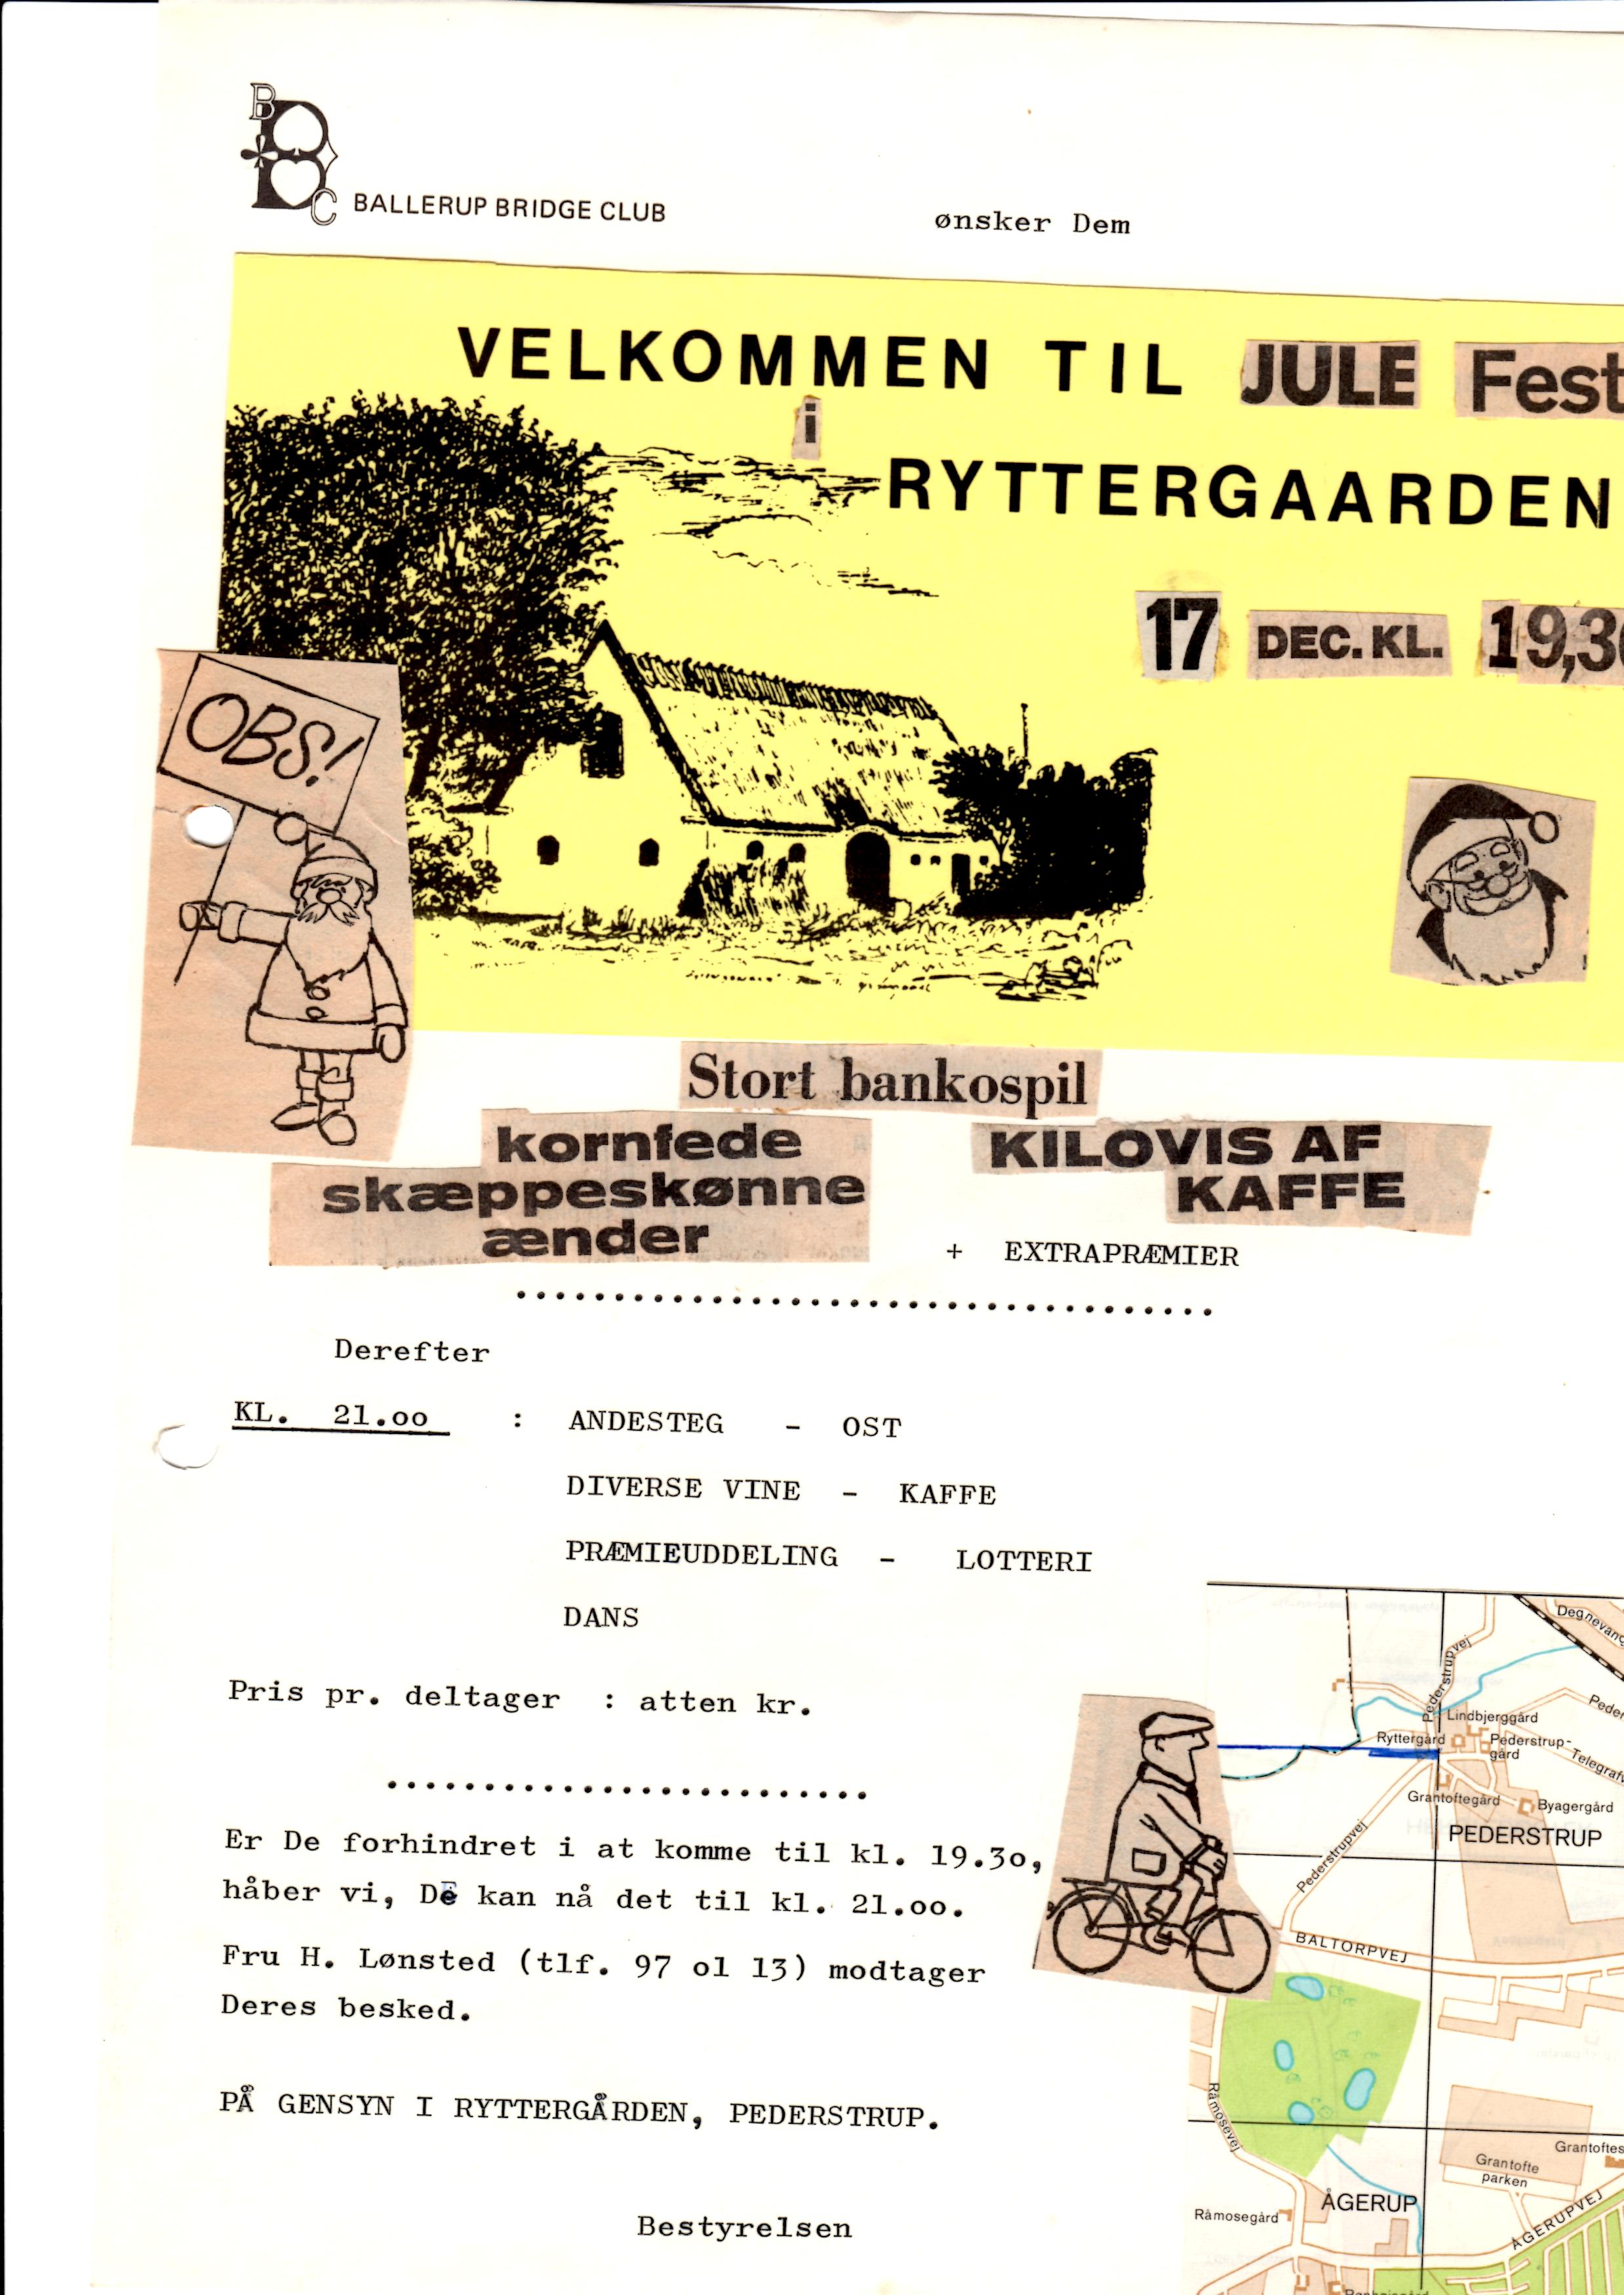 B
B
C
BALLERUP BRIDGE CLUB
ønsker Dem
VELKOMMEN TIL JULE Fest
i
RYTTERGAARDEN
17 DEC. KL. 19,30
OBS!
Stort bankospil
kornfede
skæppeskønne
ænder
KILOVIS AF
KAFFE
+ EXTRAPRÆMIER
Derefter
KL. 21.oo : ANDESTEG - OST
DIVERSE VINE - KAFFE
PRÆMIEUDDELING - LOTTERI
DANS
Pris pr. deltager : atten kr.
Er De forhindret i at komme til kl. 19.3o,
håber vi, De kan nå det til kl. 21.oo.
Fru H. Lønsted (tlf. 97 ol 13) modtager
Deres besked.
PÅ GENSYN I RYTTERGÅRDEN, PEDERSTRUP.
Bestyrelsen
Pederstrupvej
Lindbjerggård
Ryttergård
Pederstrup-
gård
Grantoftegård
Byagergård
PEDERSTRUP
Pederstrupvej
BALTORPVEJ
Råmosevej
Grantofte
parken
ÅGERUP
Råmosegård
ÅGERUPVEJ